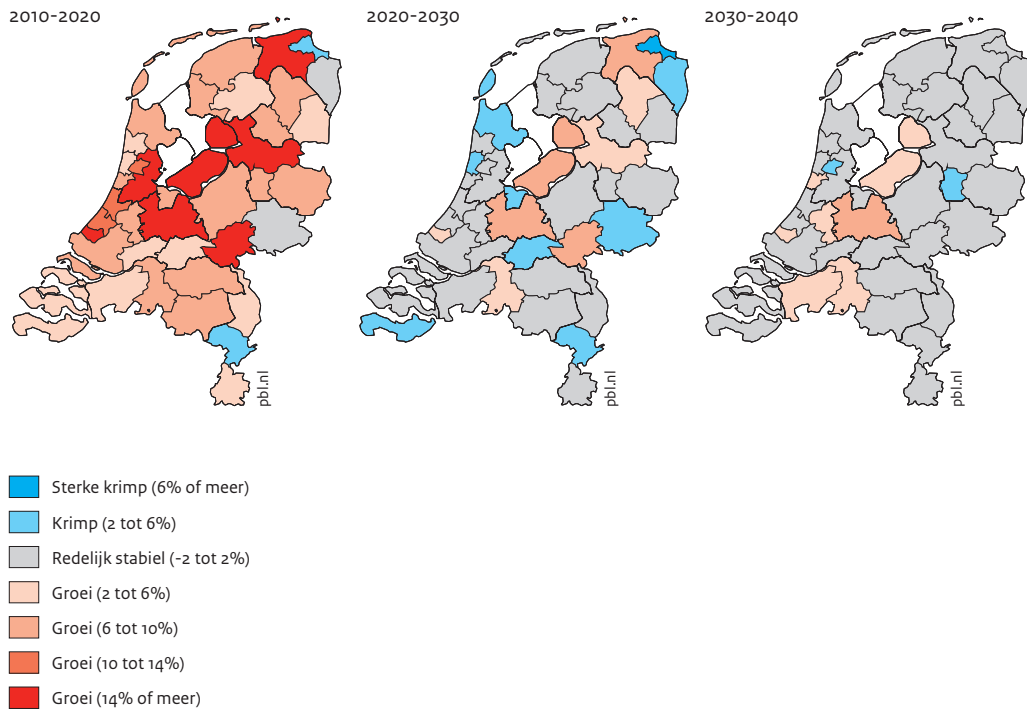 2010-2020
2020-2030
2030-2040
pbl.nl
pbl.nl
pbl.nl
Sterke krimp (6% of meer)
Krimp (2 tot 6%)
Redelijk stabiel (-2 tot 2%)
Groei (2 tot 6%)
Groei (6 tot 10%)
Groei (10 tot 14%)
Groei (14% of meer)